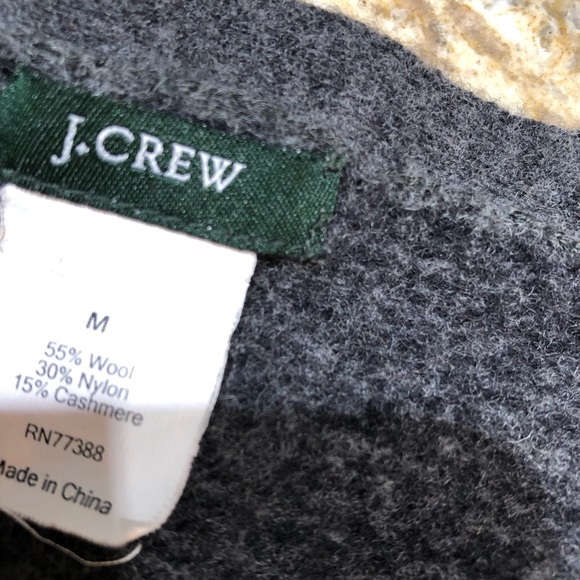 J.CREW
M
55% Wool
30% Nylon
15% Cashmere
RN77388
Made in China